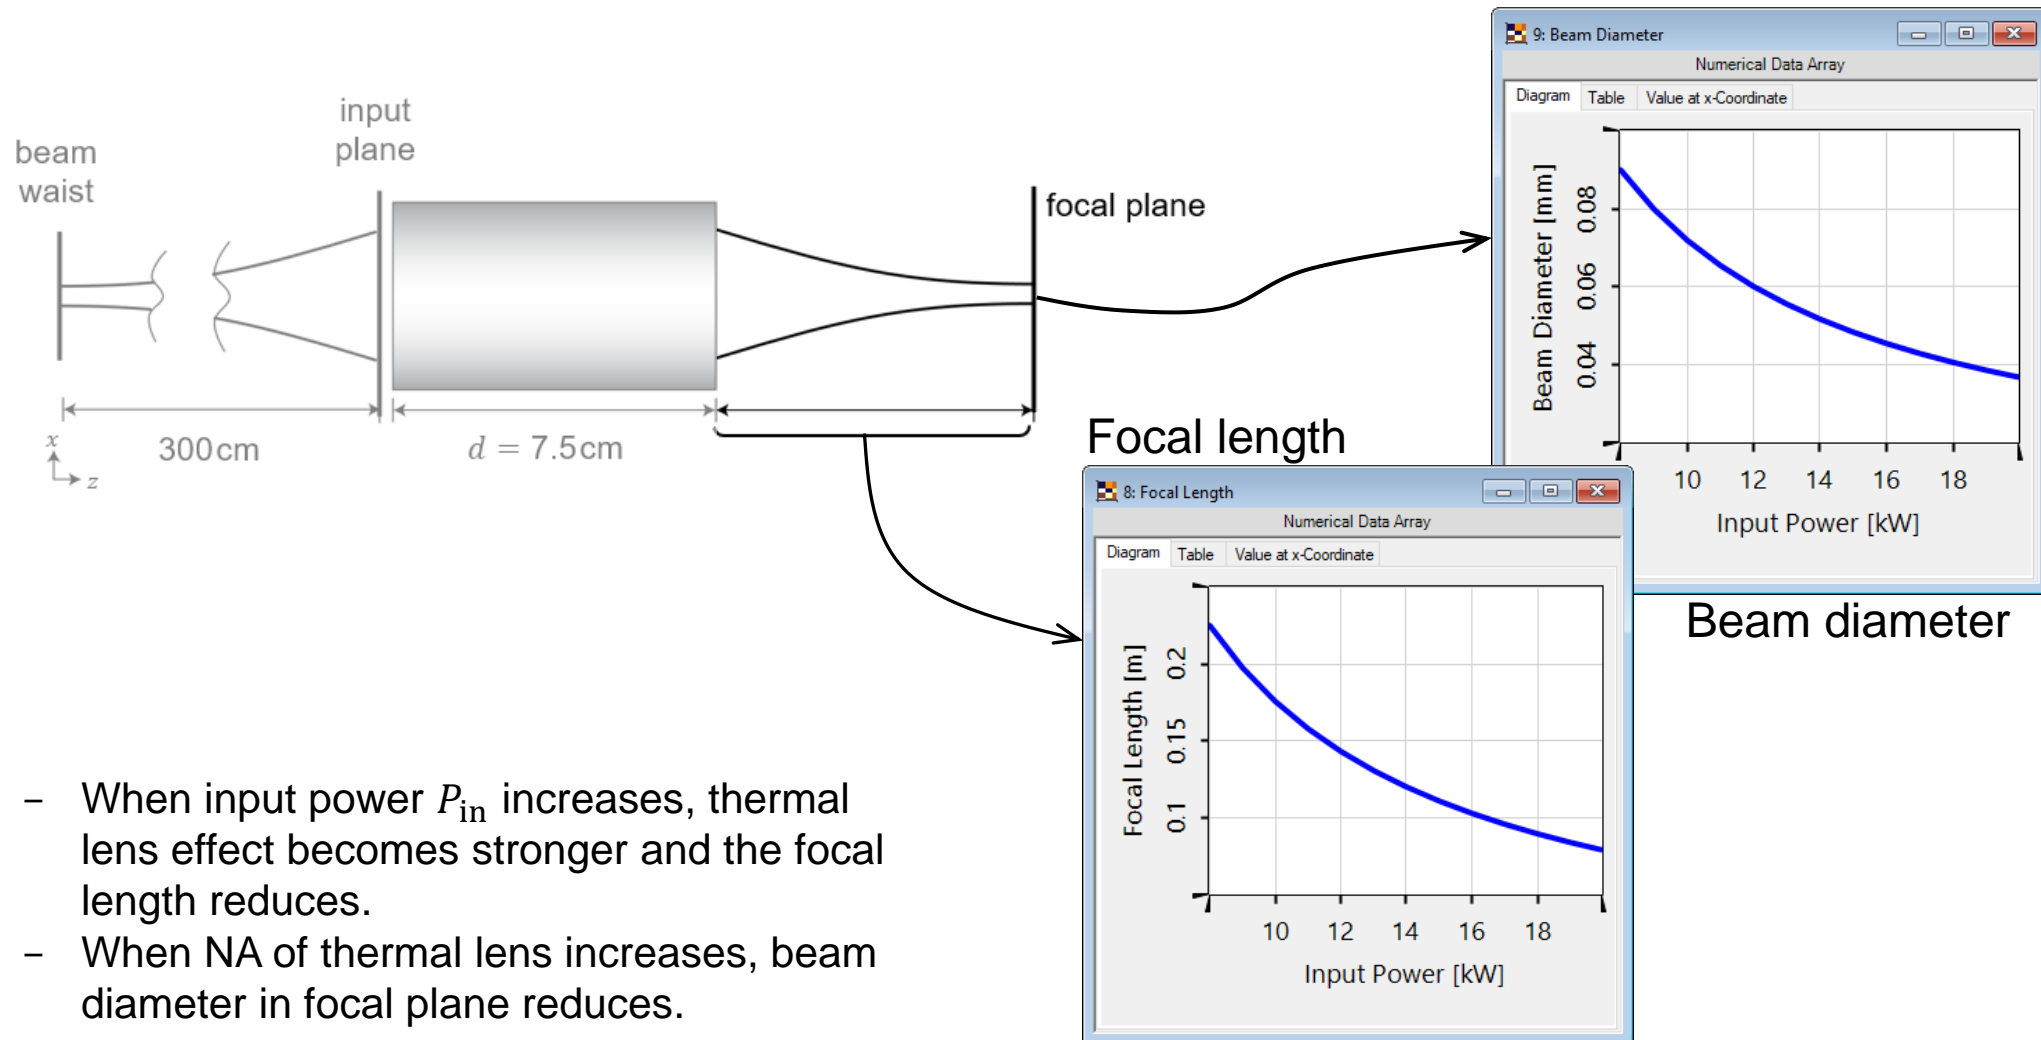 beam
waist
input
plane
focal plane
300cm
d = 7.5cm
x
z
9: Beam Diameter
Numerical Data Array
Diagram Table Value at x-Coordinate
Beam Diameter [mm]
0.08
0.06
0.04
10 12 14 16 18
Input Power [kW]
Beam diameter
Focal length
8: Focal Length
Numerical Data Array
Diagram Table Value at x-Coordinate
Focal Length [m]
0.2
0.15
0.1
10 12 14 16 18
Input Power [kW]
– When input power P_in increases, thermal
lens effect becomes stronger and the focal
length reduces.
– When NA of thermal lens increases, beam
diameter in focal plane reduces.